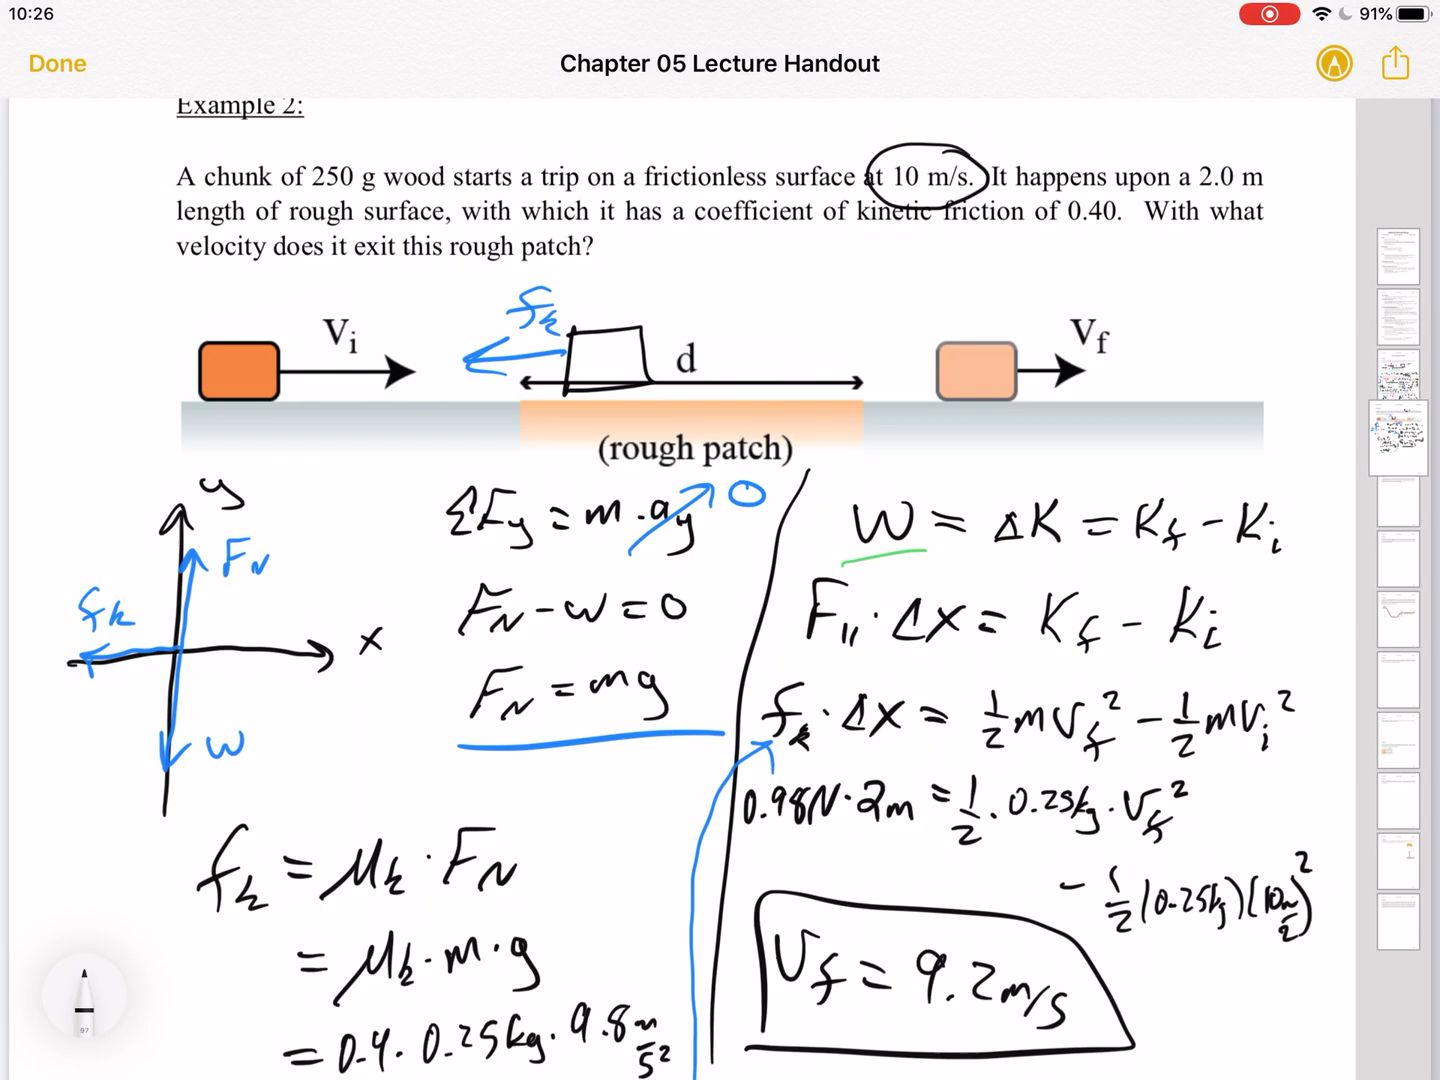 10:26
91%
Done
Chapter 05 Lecture Handout
Example 2:
A chunk of 250 g wood starts a trip on a frictionless surface at 10 m/s. It happens upon a 2.0 m
length of rough surface, with which it has a coefficient of kinetic friction of 0.40. With what
velocity does it exit this rough patch?
fk
Vi
d
Vf
(rough patch)
y
FN
fk
x
w
ΣFy = m·ay 0
FN - w = 0
FN = mg
fk = μk · FN
= μk · m · g
= 0.4 · 0.25kg · 9.8 m/s²
W = ΔK = Kf - Ki
F|| · Δx = Kf - Ki
fk · Δx = ½mvf² - ½mvi²
0.98N · 2m = ½ · 0.25kg · vf²
- ½(0.25kg)(10m/s)²
vf = 9.2m/s
97